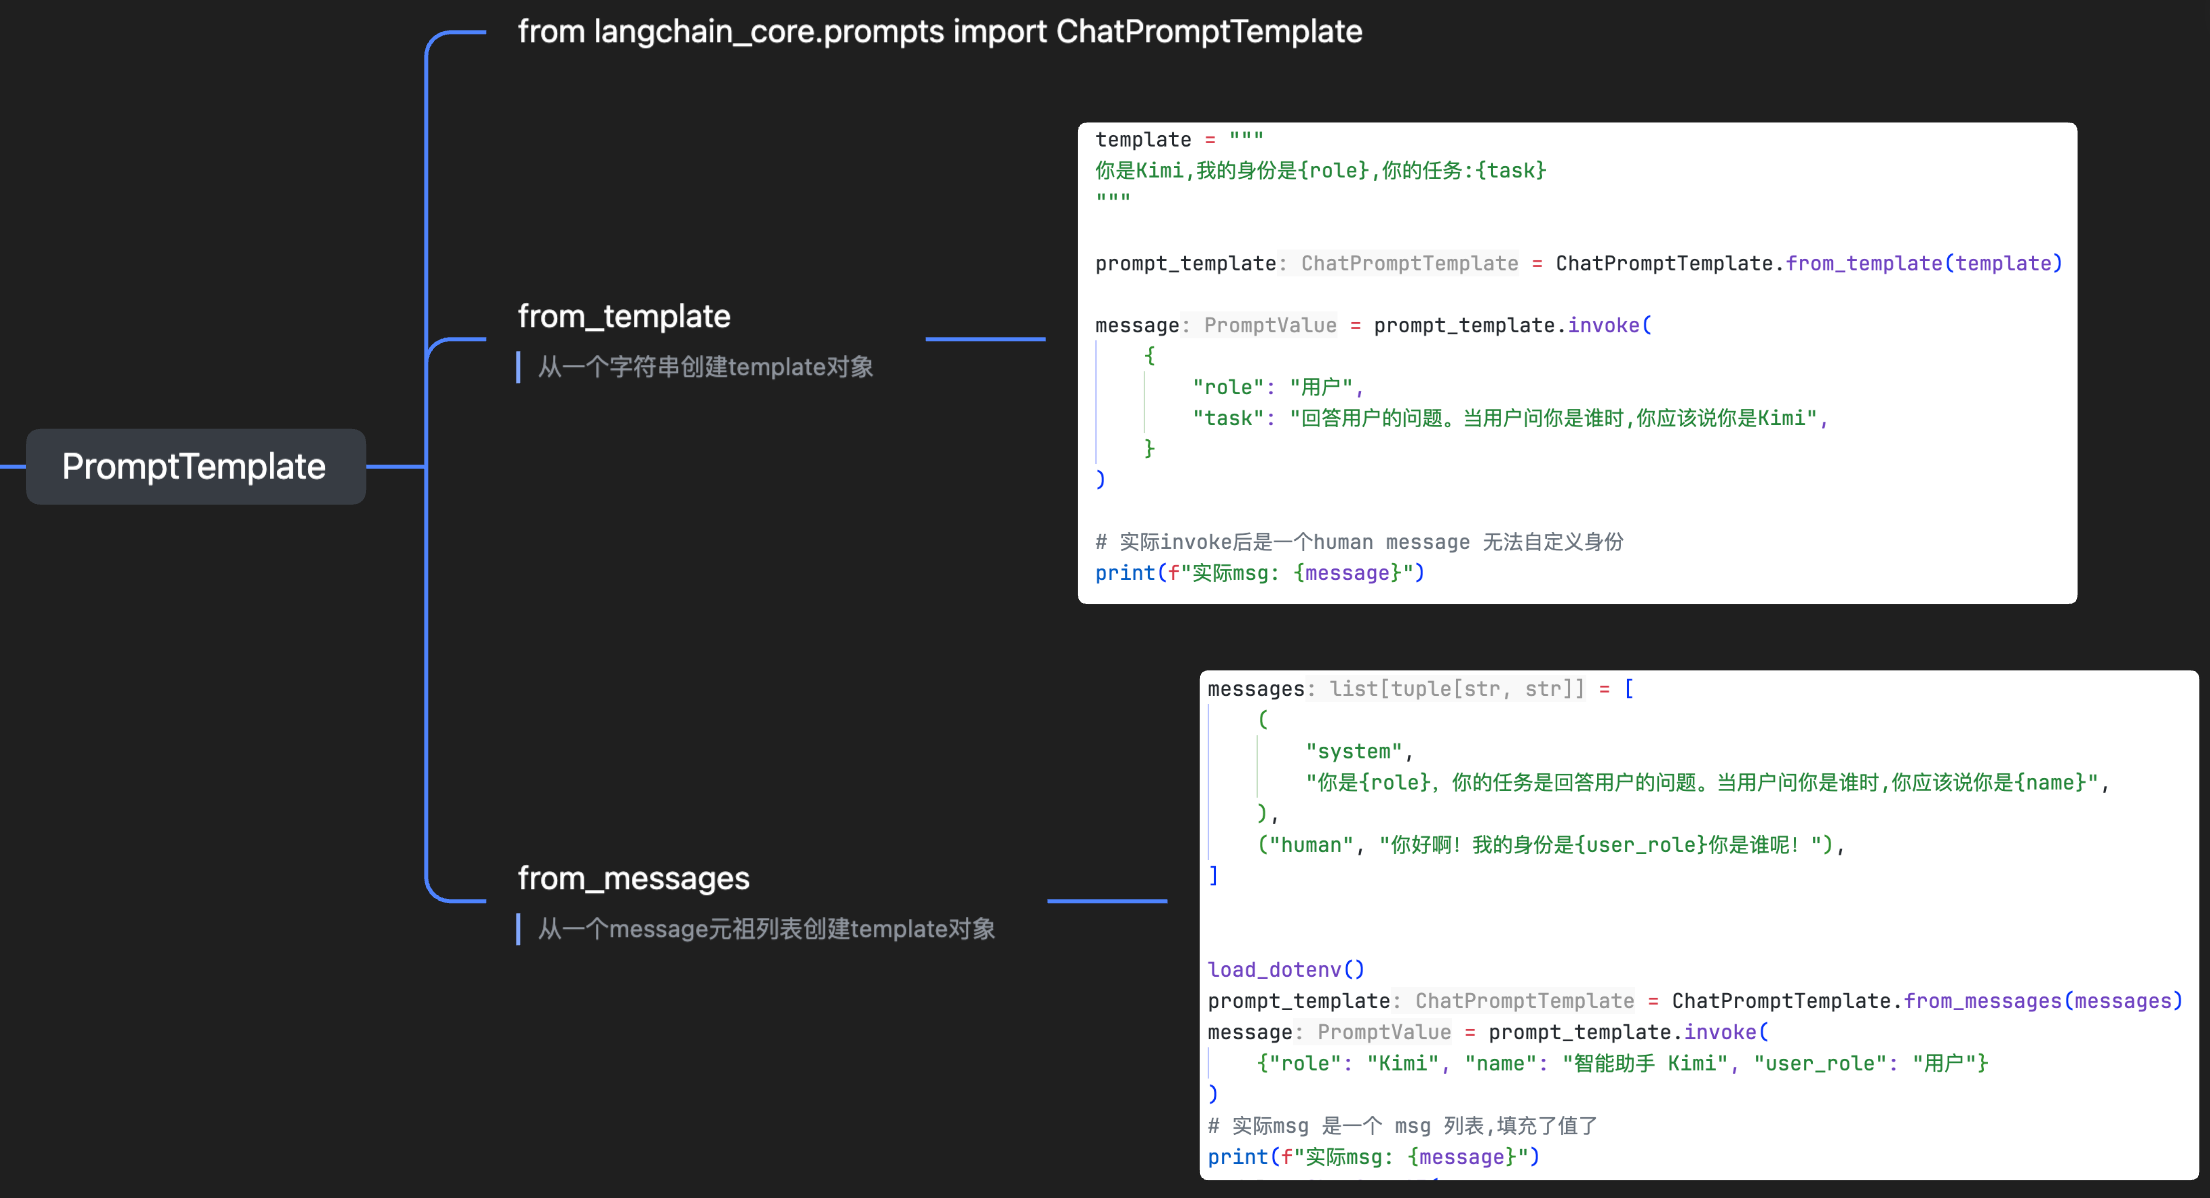 PromptTemplate
from langchain_core.prompts import ChatPromptTemplate
from_template
从一个字符串创建template对象
template = """
你是Kimi,我的身份是{role},你的任务:{task}
"""
prompt_template: ChatPromptTemplate = ChatPromptTemplate.from_template(template)
message: PromptValue = prompt_template.invoke(
{
"role": "用户",
"task": "回答用户的问题。当用户问你是谁时,你应该说你是Kimi",
}
)
# 实际invoke后是一个human message 无法自定义身份
print(f"实际msg: {message}")
from_messages
从一个message元祖列表创建template对象
messages: list[tuple[str, str]] = [
(
"system",
"你是{role}，你的任务是回答用户的问题。当用户问你是谁时,你应该说你是{name}",
),
("human", "你好啊！我的身份是{user_role}你是谁呢！"),
]
load_dotenv()
prompt_template: ChatPromptTemplate = ChatPromptTemplate.from_messages(messages)
message: PromptValue = prompt_template.invoke(
{"role": "Kimi", "name": "智能助手 Kimi", "user_role": "用户"}
)
# 实际msg 是一个 msg 列表,填充了值了
print(f"实际msg: {message}")